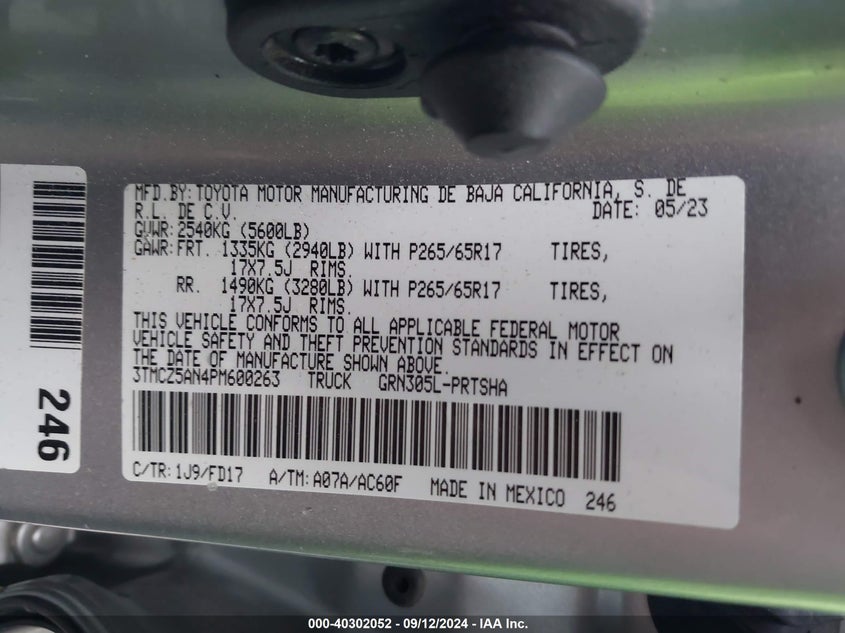 MFD.BY:TOYOTA MOTOR MANUFACTURING DE BAJA CALIFORNIA, S. DE
R.L. DE C.V. DATE: 05/23
GVWR:2540KG (5600LB)
GAWR:FRT. 1335KG (2940LB) WITH P265/65R17 TIRES,
17X7.5J RIMS.
RR. 1490KG (3280LB) WITH P265/65R17 TIRES,
17X7.5J RIMS.
THIS VEHICLE CONFORMS TO ALL APPLICABLE FEDERAL MOTOR
VEHICLE SAFETY AND THEFT PREVENTION STANDARDS IN EFFECT ON
THE DATE OF MANUFACTURE SHOWN ABOVE.
3TMCZ5AN4PM600263 TRUCK GRN305L-PRTSHA
C/TR:1J9/FD17 A/TM:A07A/AC60F MADE IN MEXICO 246
246
000-40302052 - 09/12/2024 - IAA Inc.